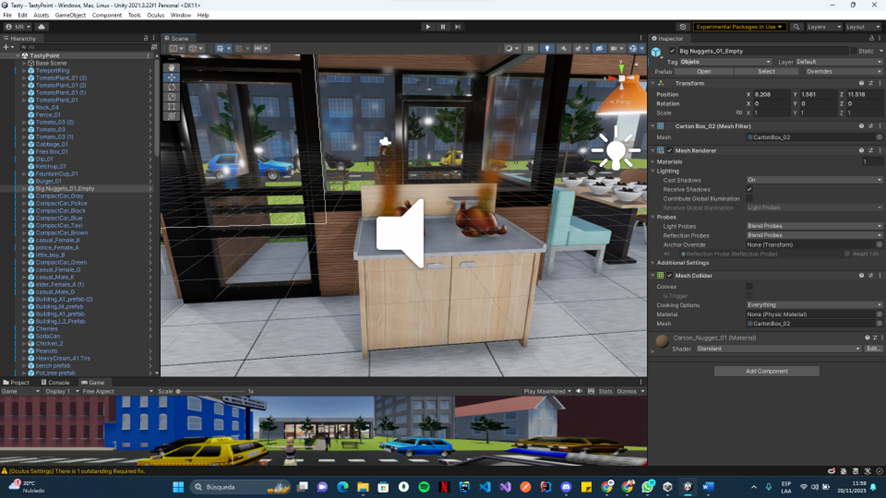 Tasty - TastyPoint - Windows, Mac, Linux - Unity 2021.3.22f1 Personal <DX11>
File Edit Assets GameObject Component Tools Oculus Window Help
MR
Experimental Packages In Use
Layers
Layout
Hierarchy
All
TastyPoint
Base Scene
TeleportRing
TomatoPlant_01 (3)
TomatoPlant_01 (2)
TomatoPlant_01 (1)
TomatoPlant_01
Rock_04
Fence_01
Tomato_03 (2)
Tomato_03
Tomato_03 (1)
Cabbage_01
Fries Box_01
Dip_01
Ketchup_01
FountainCup_01
Burger_01
Big Nuggets_01_Empty
CompactCar_Gray
CompactCar_Police
CompactCar_Black
CompactCar_Blue
CompactCar_Taxi
CompactCar_Brown
casual_Female_K
police_Female_A
little_boy_B
CompactCar_Green
casual_Female_G
casual_Male_K
elder_Female_A (1)
casual_Male_G
Building_A1_prefab (2)
Building_M_prefab
Building_A1_prefab
Building_L2_Prefab
Cherries
SodaCan
Chicken_2
Peanuts
HeavyCream_A1 Tris
bench prefab
Pot_tree prefab
Scene
Persp
Inspector
Big Nuggets_01_Empty
Static
Tag Objeto
Layer Default
Prefab Open Select Overrides
Transform
Position X 6.208 Y 1.561 Z 11.518
Rotation X 0 Y 0 Z 0
Scale X 1 Y 1 Z 1
Carton Box_02 (Mesh Filter)
Mesh CartonBox_02
Mesh Renderer
Materials 1
Lighting
Cast Shadows On
Receive Shadows
Contribute Global Illumination
Receive Global Illumination Light Probes
Probes
Light Probes Blend Probes
Reflection Probes Blend Probes
Anchor Override None (Transform)
Reflection Probe (Reflection Probe) Weight 1.00
Additional Settings
Mesh Collider
Convex
Is Trigger
Cooking Options Everything
Material None (Physic Material)
Mesh CartonBox_02
Carton_Nugget_01 (Material)
Shader Standard Edit...
Add Component
Project Console Game
Game Display 1 Free Aspect Scale 1x Play Maximized Stats Gizmos
[Oculus Settings] There is 1 outstanding Required fix.
20°C
Nublado
Búsqueda
ESP
LAA
11:59
20/11/2023